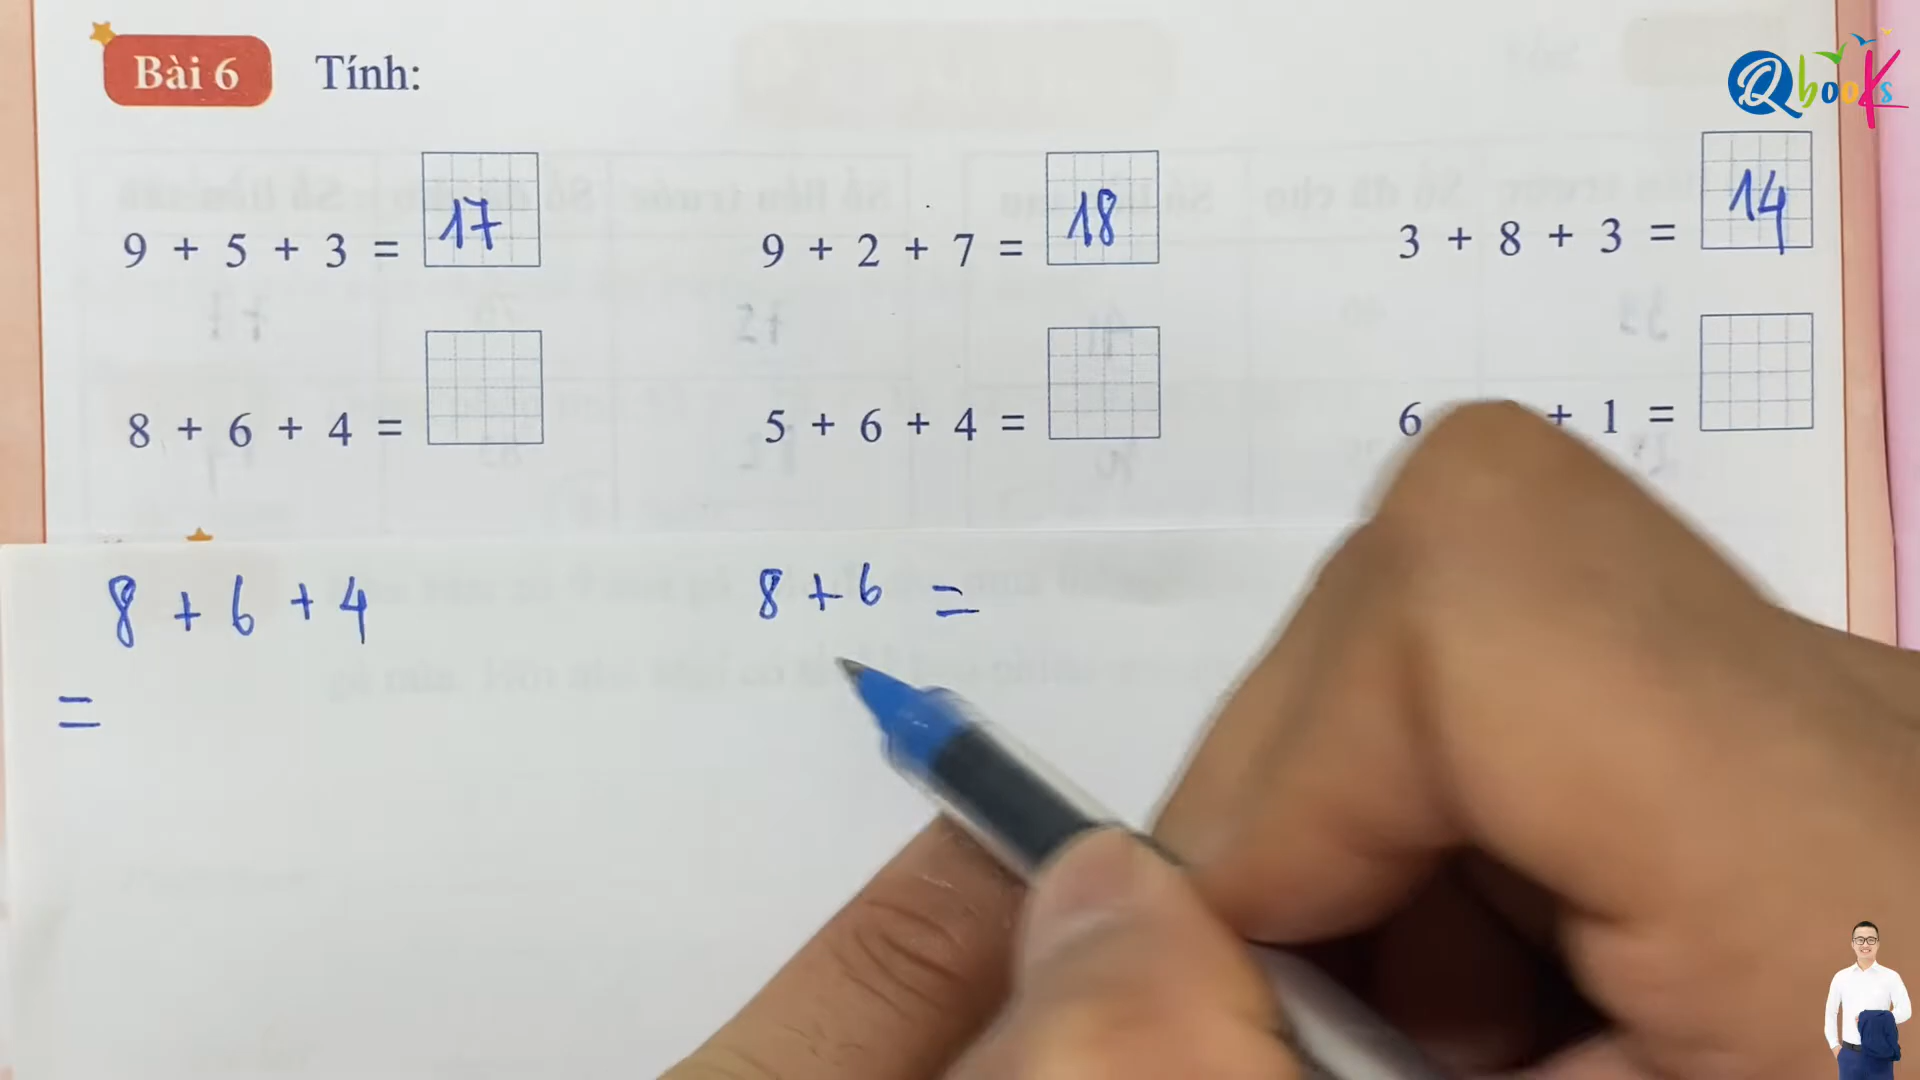 Bài 6 Tính:
Qbooks
9 + 5 + 3 = 17
9 + 2 + 7 = 18
3 + 8 + 3 = 14
8 + 6 + 4 =
5 + 6 + 4 =
6 + 1 =
8 + 6 + 4
8 + 6 =
=